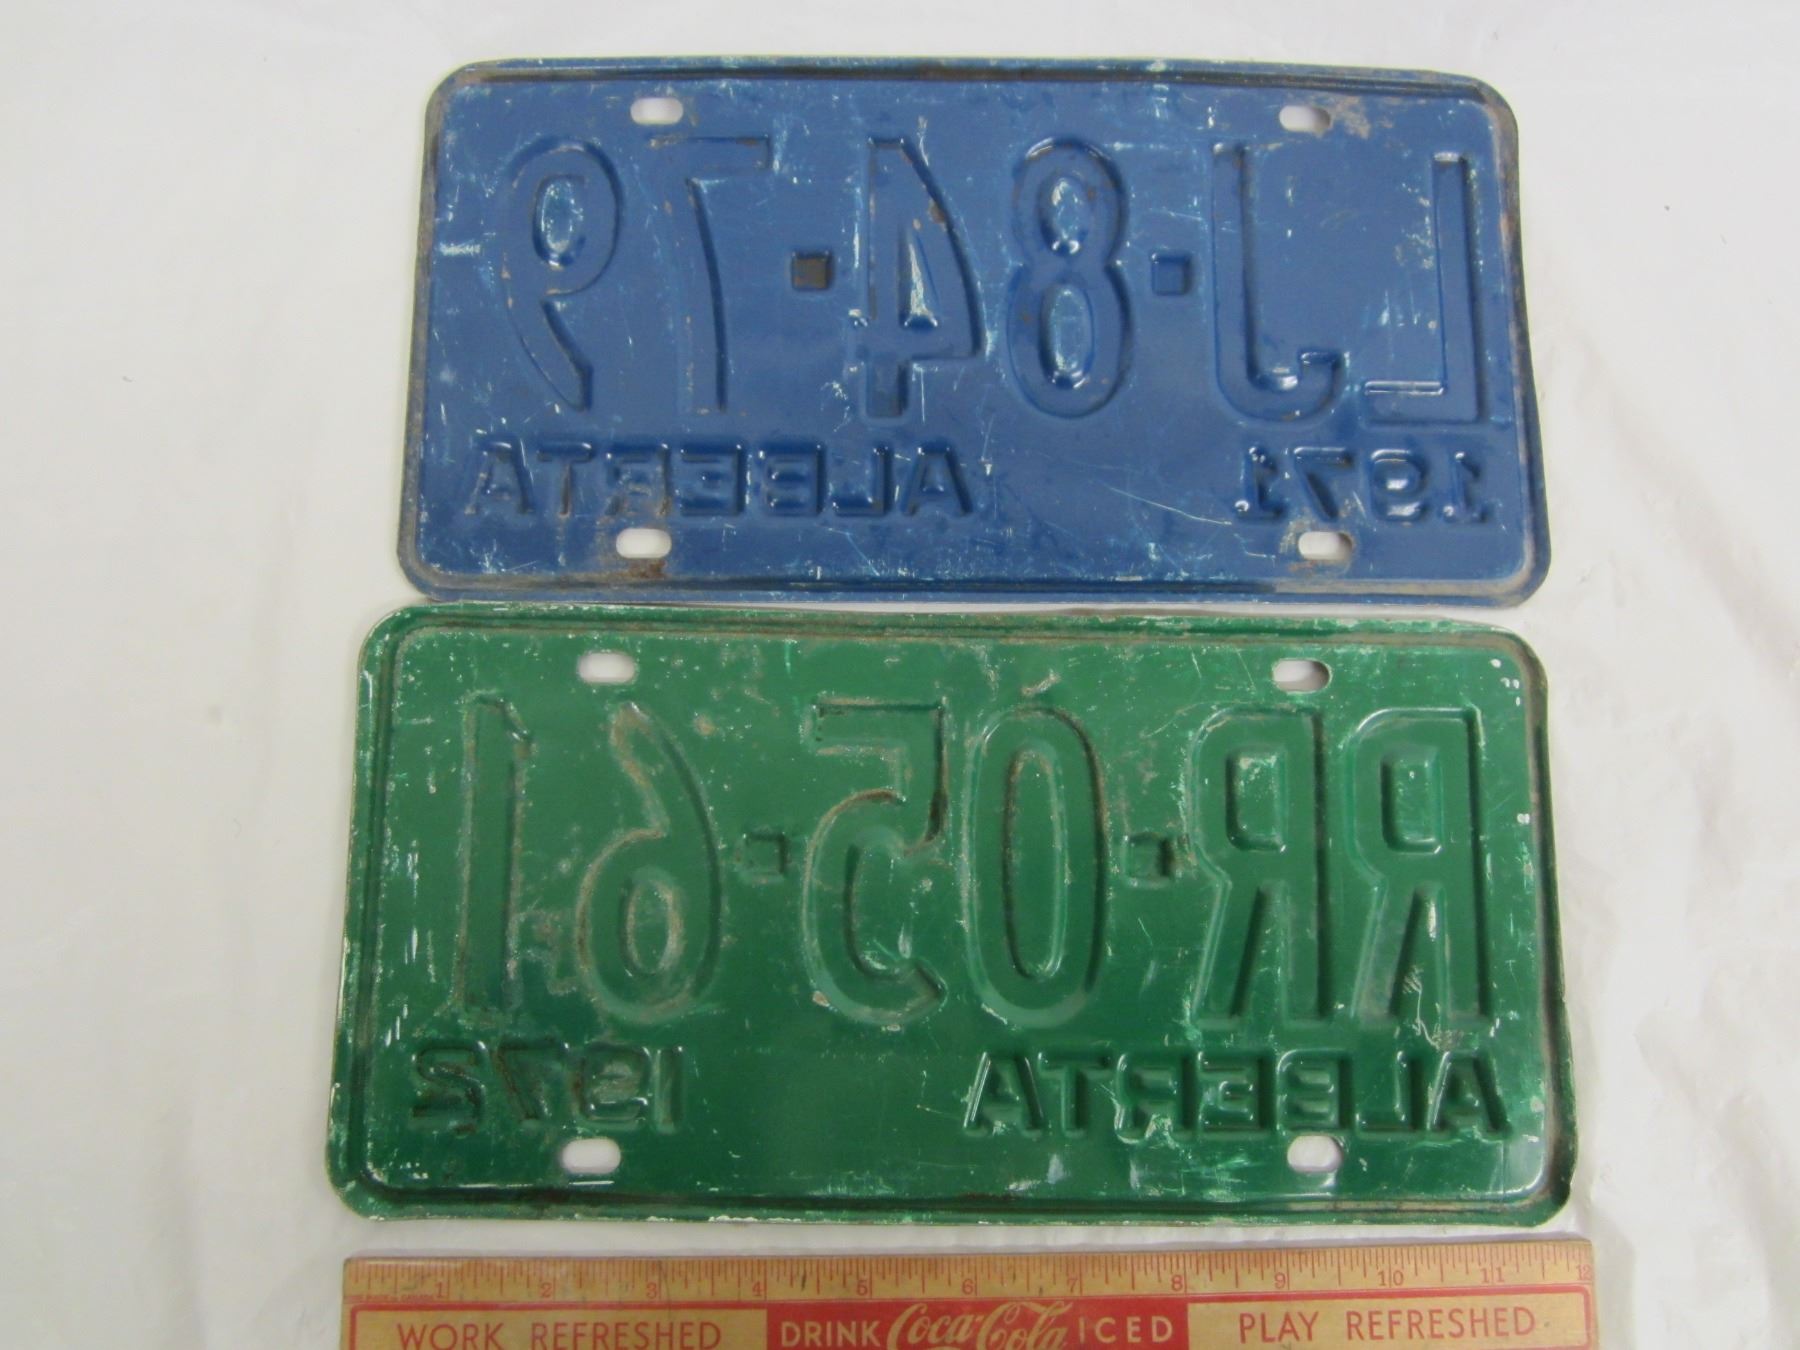 LJ·84·79
1971 ALBERTA
RR·05·61
ALBERTA 1972
1 2 3 4 5 6 7 8 9 10 11 12
WORK REFRESHED DRINK Coca-Cola ICED PLAY REFRESHED